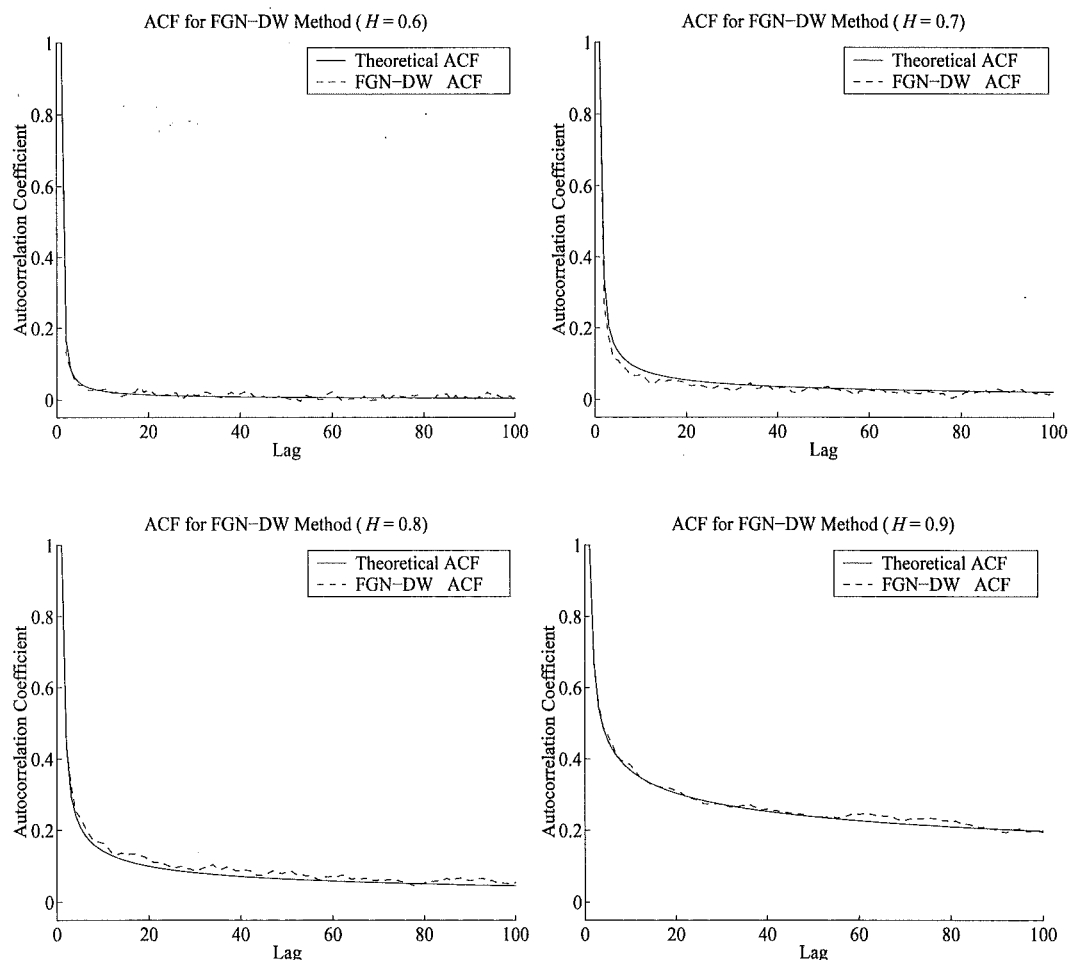 ACF for FGN−DW Method ( H = 0.6)
1
0.8
0.6
0.4
0.2
0
Autocorrelation Coefficient
Theoretical ACF
FGN−DW ACF
0 20 40 60 80 100
Lag
ACF for FGN−DW Method ( H = 0.7)
1
0.8
0.6
0.4
0.2
0
Autocorrelation Coefficient
Theoretical ACF
FGN−DW ACF
0 20 40 60 80 100
Lag
ACF for FGN−DW Method ( H = 0.8)
1
0.8
0.6
0.4
0.2
0
Autocorrelation Coefficient
Theoretical ACF
FGN−DW ACF
0 20 40 60 80 100
Lag
ACF for FGN−DW Method ( H = 0.9)
1
0.8
0.6
0.4
0.2
0
Autocorrelation Coefficient
Theoretical ACF
FGN−DW ACF
0 20 40 60 80 100
Lag